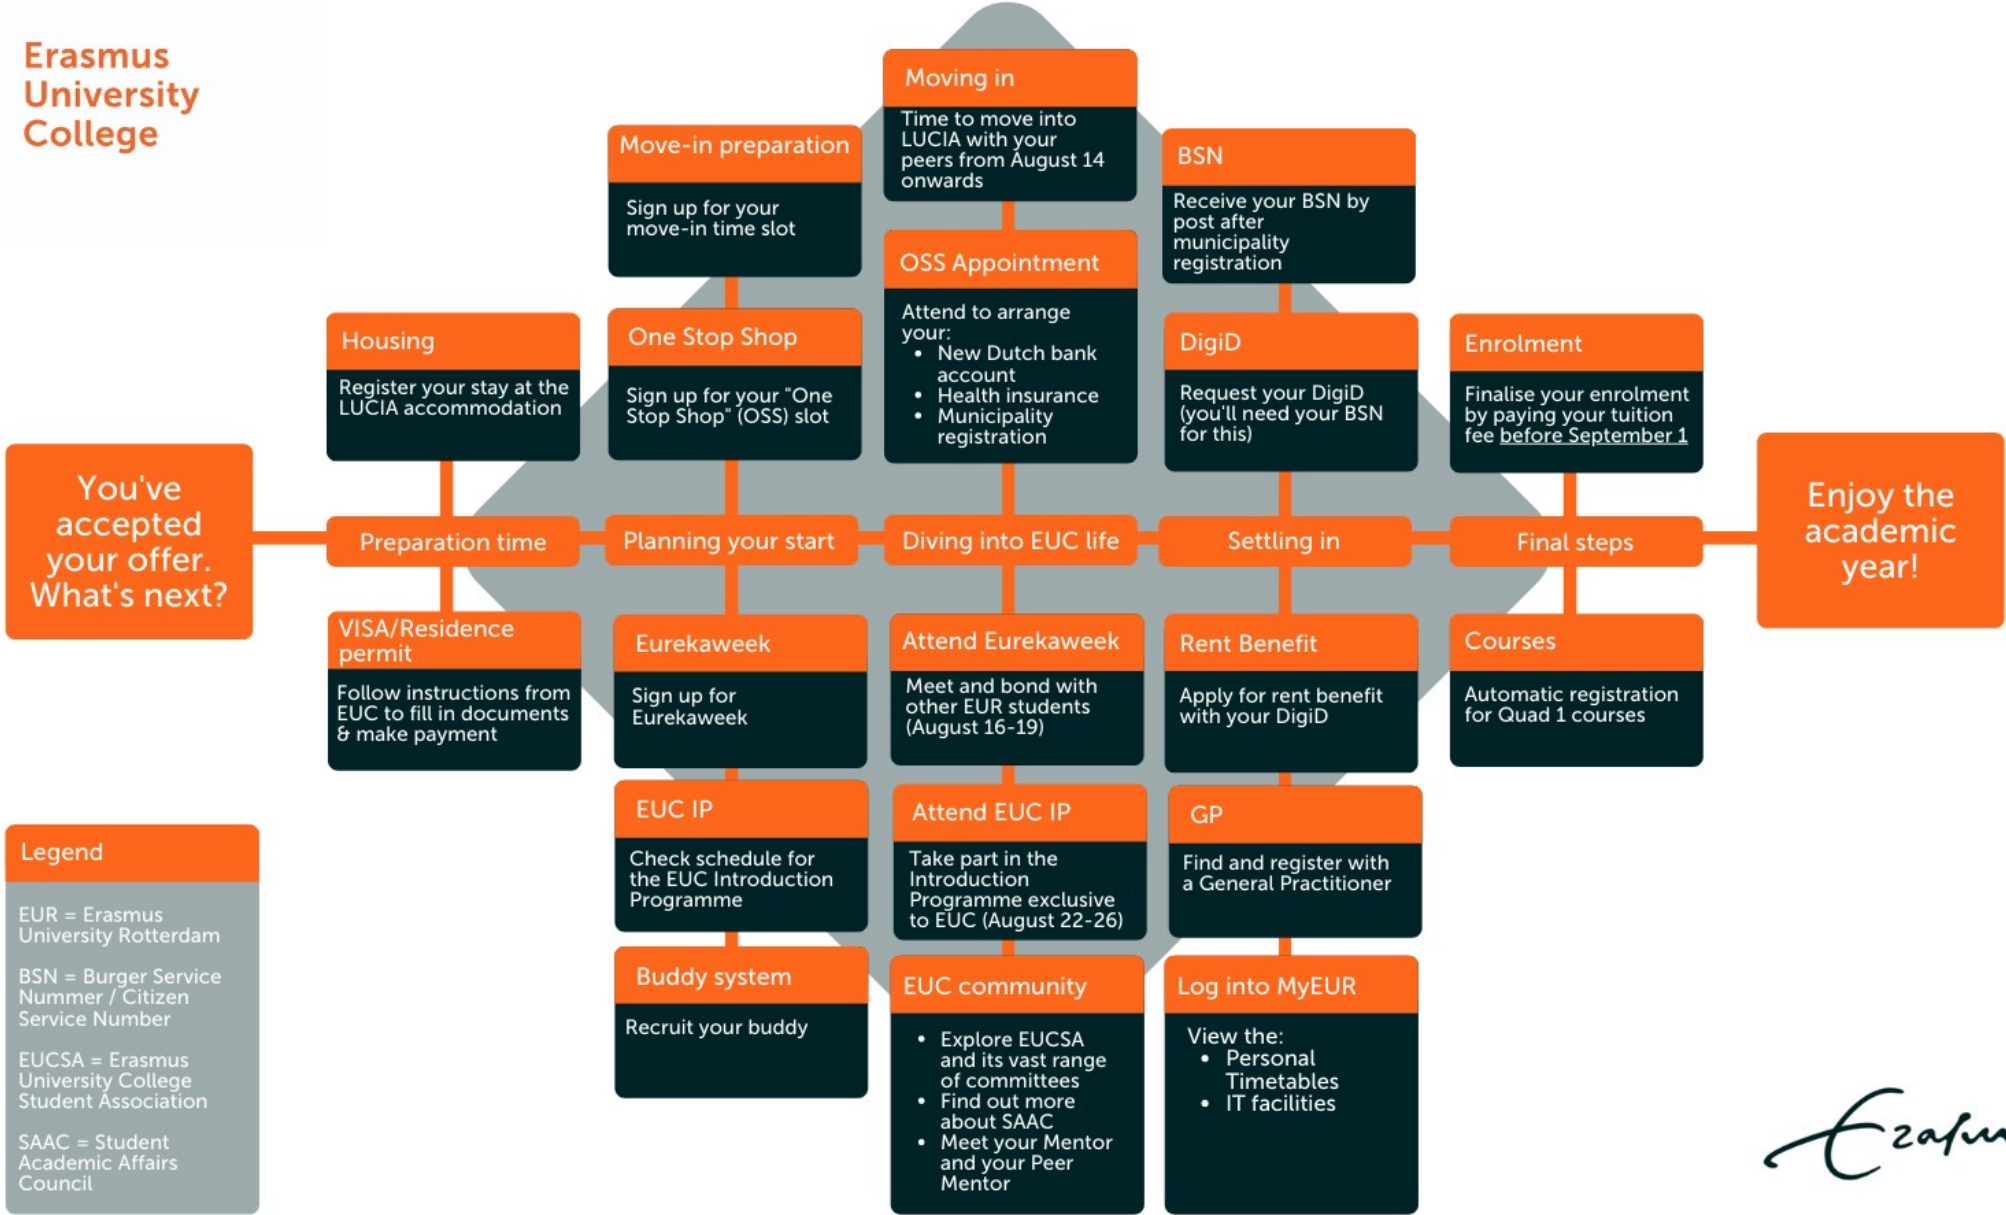 Erasmus
University
College
You've
accepted
your offer.
What's next?
Preparation time
Housing
Register your stay at the
LUCIA accommodation
VISA/Residence
permit
Follow instructions from
EUC to fill in documents
& make payment
Planning your start
Move-in preparation
Sign up for your
move-in time slot
One Stop Shop
Sign up for your "One
Stop Shop" (OSS) slot
Eurekaweek
Sign up for
Eurekaweek
EUC IP
Check schedule for
the EUC Introduction
Programme
Buddy system
Recruit your buddy
Diving into EUC life
Moving in
Time to move into
LUCIA with your
peers from August 14
onwards
OSS Appointment
Attend to arrange
your:
• New Dutch bank
account
• Health insurance
• Municipality
registration
Attend Eurekaweek
Meet and bond with
other EUR students
(August 16-19)
Attend EUC IP
Take part in the
Introduction
Programme exclusive
to EUC (August 22-26)
EUC community
• Explore EUCSA
and its vast range
of committees
• Find out more
about SAAC
• Meet your Mentor
and your Peer
Mentor
Settling in
BSN
Receive your BSN by
post after
municipality
registration
DigiD
Request your DigiD
(you'll need your BSN
for this)
Rent Benefit
Apply for rent benefit
with your DigiD
GP
Find and register with
a General Practitioner
Log into MyEUR
View the:
• Personal
Timetables
• IT facilities
Final steps
Enrolment
Finalise your enrolment
by paying your tuition
fee before September 1
Courses
Automatic registration
for Quad 1 courses
Enjoy the
academic
year!
Legend
EUR = Erasmus
University Rotterdam
BSN = Burger Service
Nummer / Citizen
Service Number
EUCSA = Erasmus
University College
Student Association
SAAC = Student
Academic Affairs
Council